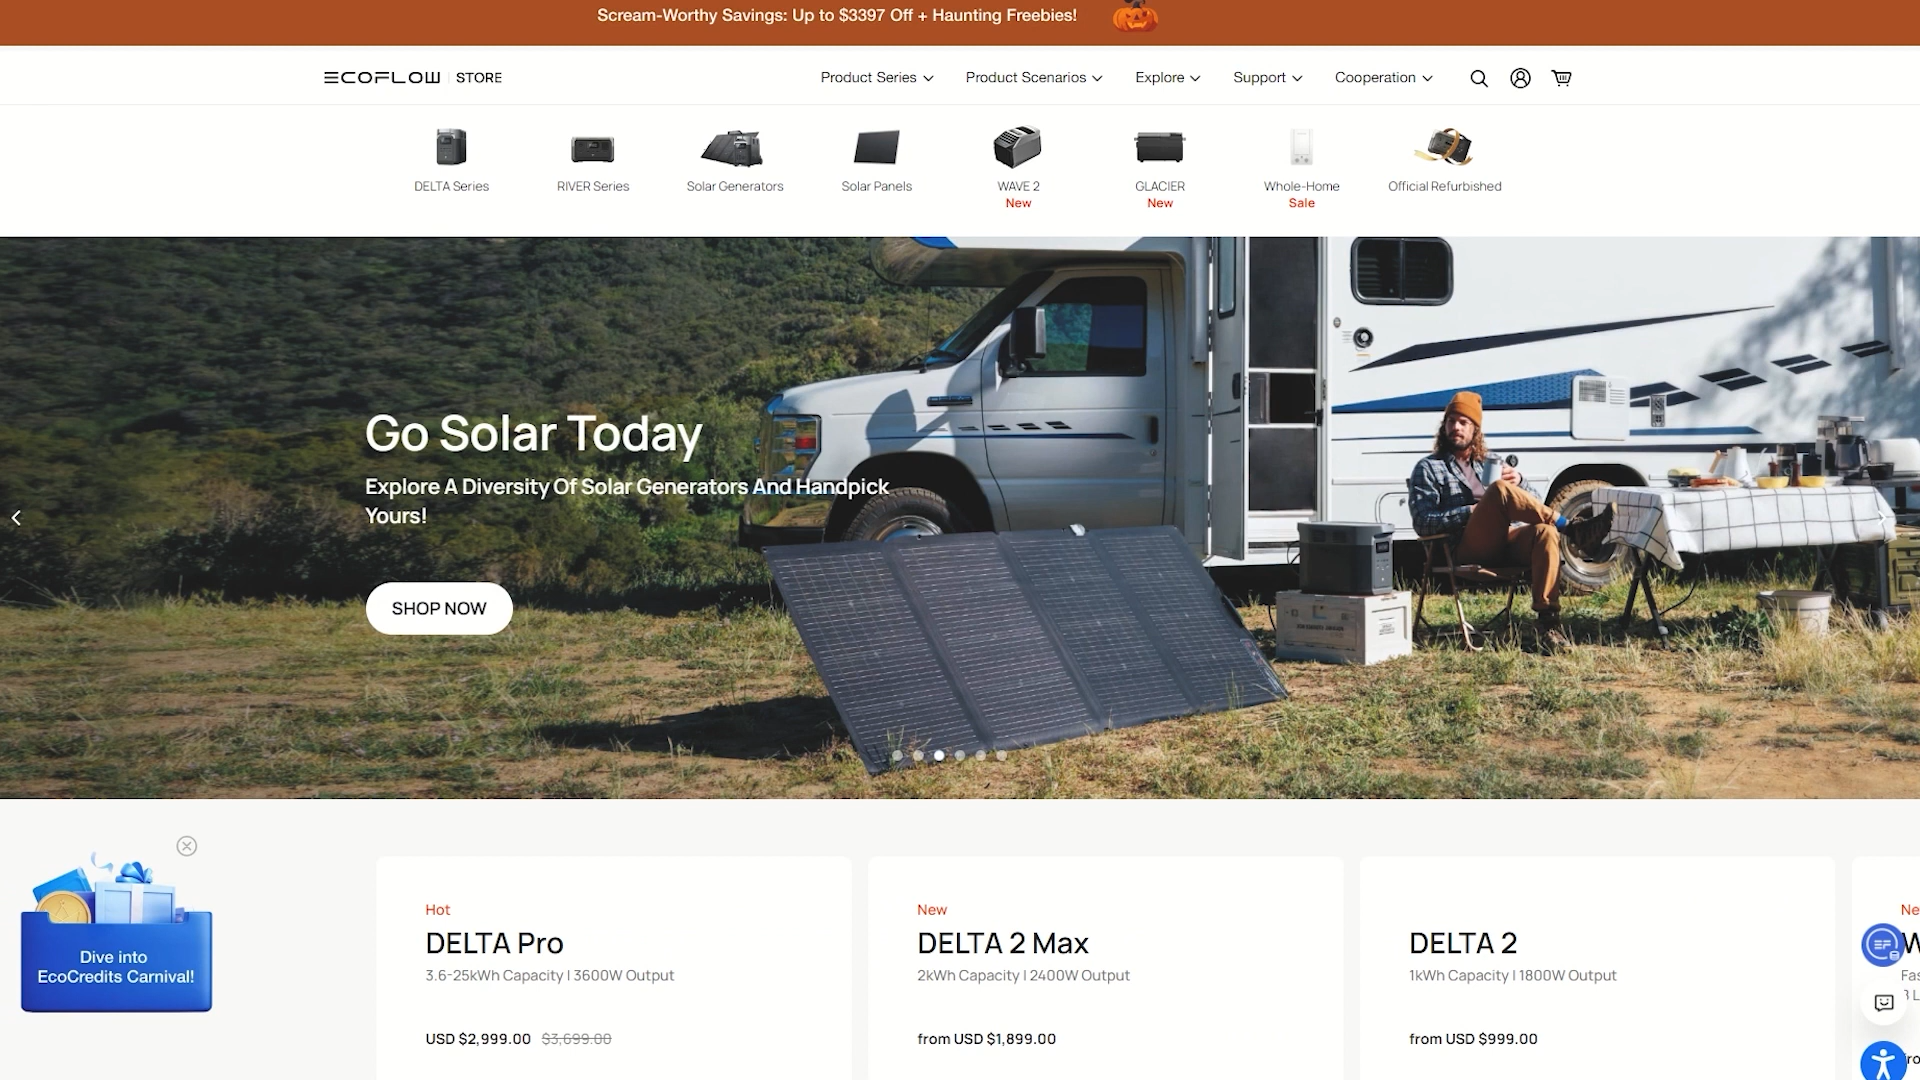 Scream-Worthy Savings: Up to $3397 Off + Haunting Freebies!
ECOFLOW STORE
Product Series
Product Scenarios
Explore
Support
Cooperation
DELTA Series
RIVER Series
Solar Generators
Solar Panels
WAVE 2
New
GLACIER
New
Whole-Home
Sale
Official Refurbished
Go Solar Today
Explore A Diversity Of Solar Generators And Handpick
Yours!
SHOP NOW
Dive into
EcoCredits Carnival!
Hot
DELTA Pro
3.6-25kWh Capacity | 3600W Output
USD $2,999.00 $3,699.00
New
DELTA 2 Max
2kWh Capacity | 2400W Output
from USD $1,899.00
DELTA 2
1kWh Capacity | 1800W Output
from USD $999.00